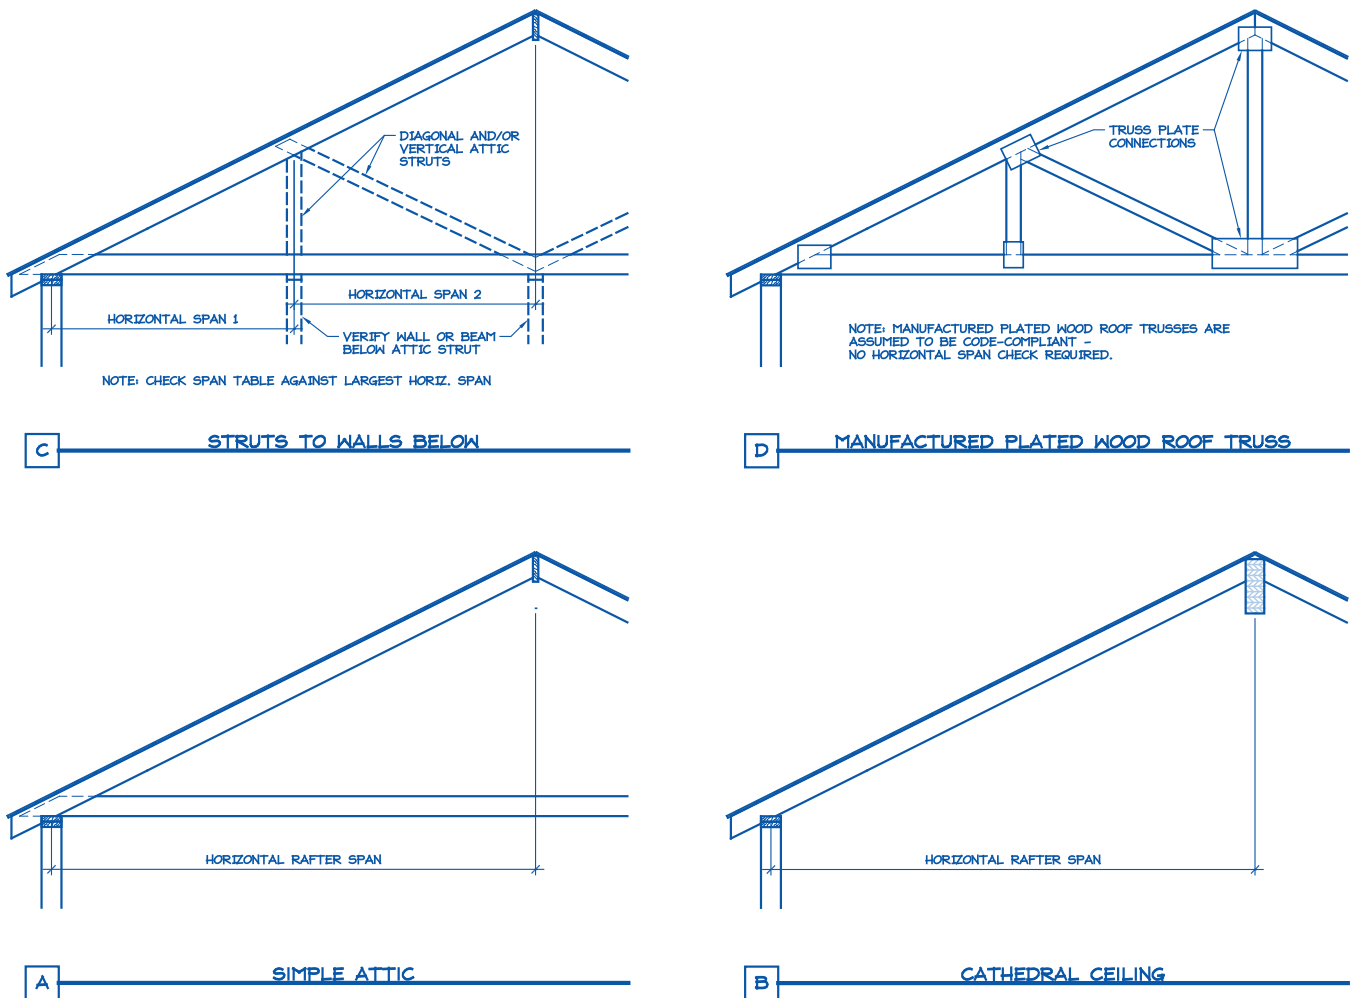 DIAGONAL AND/OR
VERTICAL ATTIC
STRUTS
HORIZONTAL SPAN 2
HORIZONTAL SPAN 1
VERIFY WALL OR BEAM
BELOW ATTIC STRUT
NOTE: CHECK SPAN TABLE AGAINST LARGEST HORIZ. SPAN
C STRUTS TO WALLS BELOW
TRUSS PLATE
CONNECTIONS
NOTE: MANUFACTURED PLATED WOOD ROOF TRUSSES ARE
ASSUMED TO BE CODE-COMPLIANT -
NO HORIZONTAL SPAN CHECK REQUIRED.
D MANUFACTURED PLATED WOOD ROOF TRUSS
HORIZONTAL RAFTER SPAN
A SIMPLE ATTIC
HORIZONTAL RAFTER SPAN
B CATHEDRAL CEILING